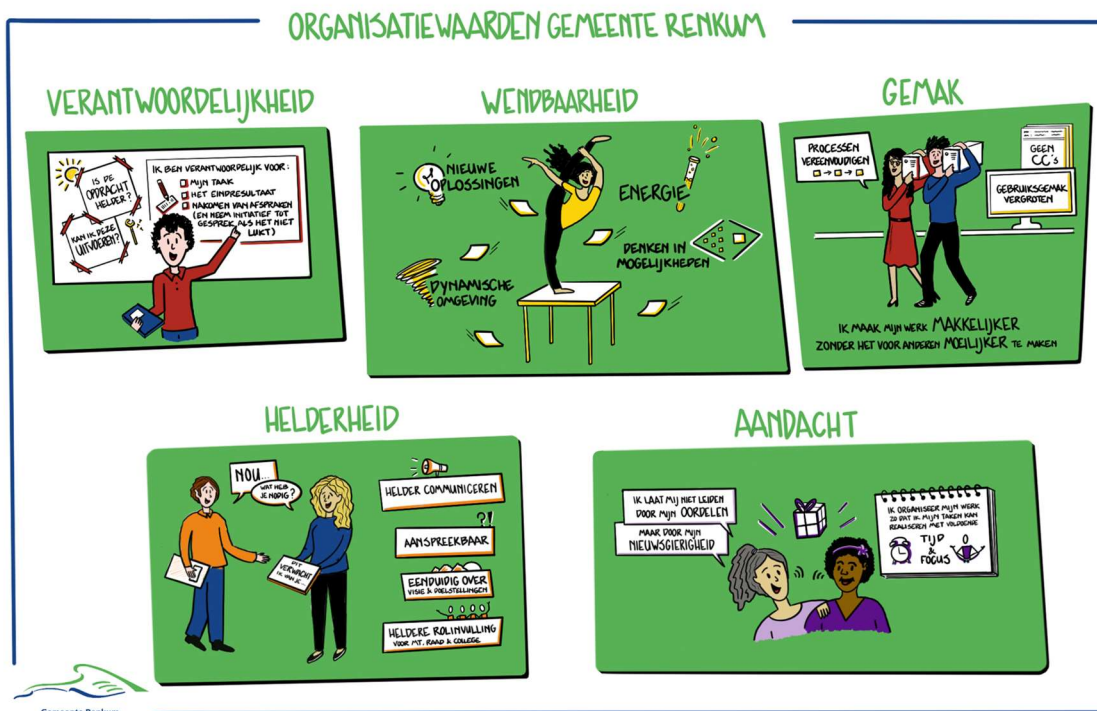 ORGANISATIEWAARDEN GEMEENTE RENKUM
VERANTWOORDELIJKHEID
IS DE
OPDRACHT
HELDER?
KAN IK DEZE
UITVOEREN?
IK BEN VERANTWOORDELIJK VOOR:
MIJN TAAK
HET EINDRESULTAAT
NAKOMEN VAN AFSPRAKEN
(EN NEEM INITIATIEF TOT
GESPREK ALS HET NIET
LUKT)
WENDBAARHEID
NIEUWE
OPLOSSINGEN
ENERGIE
DENKEN IN
MOGELIJKHEDEN
DYNAMISCHE
OMGEVING
GEMAK
PROCESSEN
VEREENVOUDIGEN
GEEN
CC's
GEBRUIKSGEMAK
VERGROTEN
IK MAAK MIJN WERK MAKKELIJKER
ZONDER HET VOOR ANDEREN MOEILIJKER TE MAKEN
HELDERHEID
NOU...
WAT HEB
JE NODIG?
DIT
VERWACHT
IK VAN JE...
HELDER COMMUNICEREN
?!
AANSPREEKBAAR
EENDUIDIG OVER
VISIE & DOELSTELLINGEN
HELDERE ROLINVULLING
VOOR MT, RAAD & COLLEGE
AANDACHT
IK LAAT MIJ NIET LEIDEN
DOOR MIJN OORDELEN
MAAR DOOR MIJN
NIEUWSGIERIGHEID
IK ORGANISEER MIJN WERK
ZO DAT IK MIJN TAKEN KAN
REALISEREN MET VOLDOENDE
TIJD
&
FOCUS